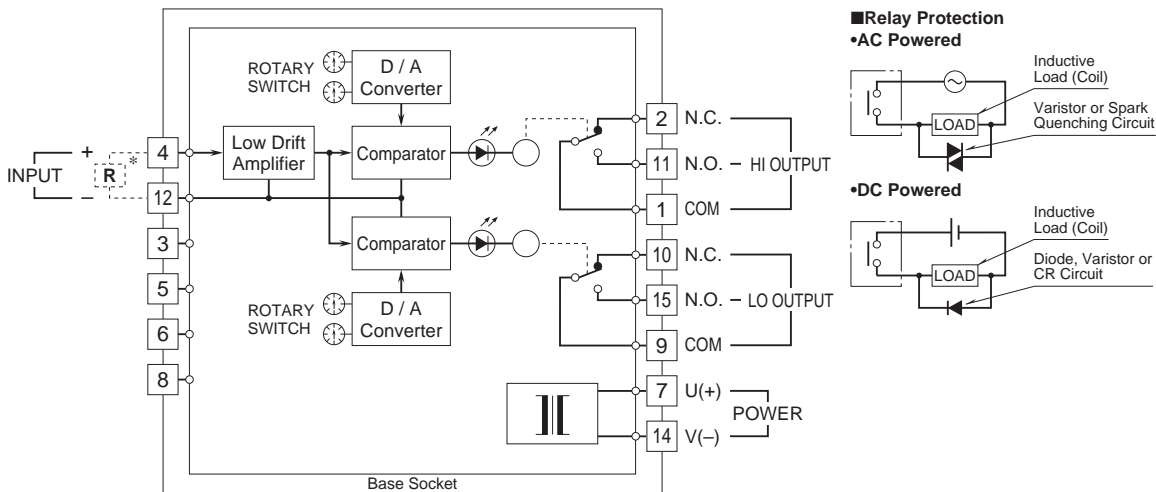 ROTARY
SWITCH
D / A
Converter
Low Drift
Amplifier
Comparator
Comparator
ROTARY
SWITCH
D / A
Converter
INPUT
+
–
R *
4
12
3
5
6
8
2 N.C.
11 N.O.
1 COM
HI OUTPUT
10 N.C.
15 N.O.
9 COM
LO OUTPUT
7 U(+)
14 V(–)
POWER
Base Socket
■Relay Protection
•AC Powered
LOAD
Inductive
Load (Coil)
Varistor or Spark
Quenching Circuit
•DC Powered
LOAD
Inductive
Load (Coil)
Diode, Varistor or
CR Circuit